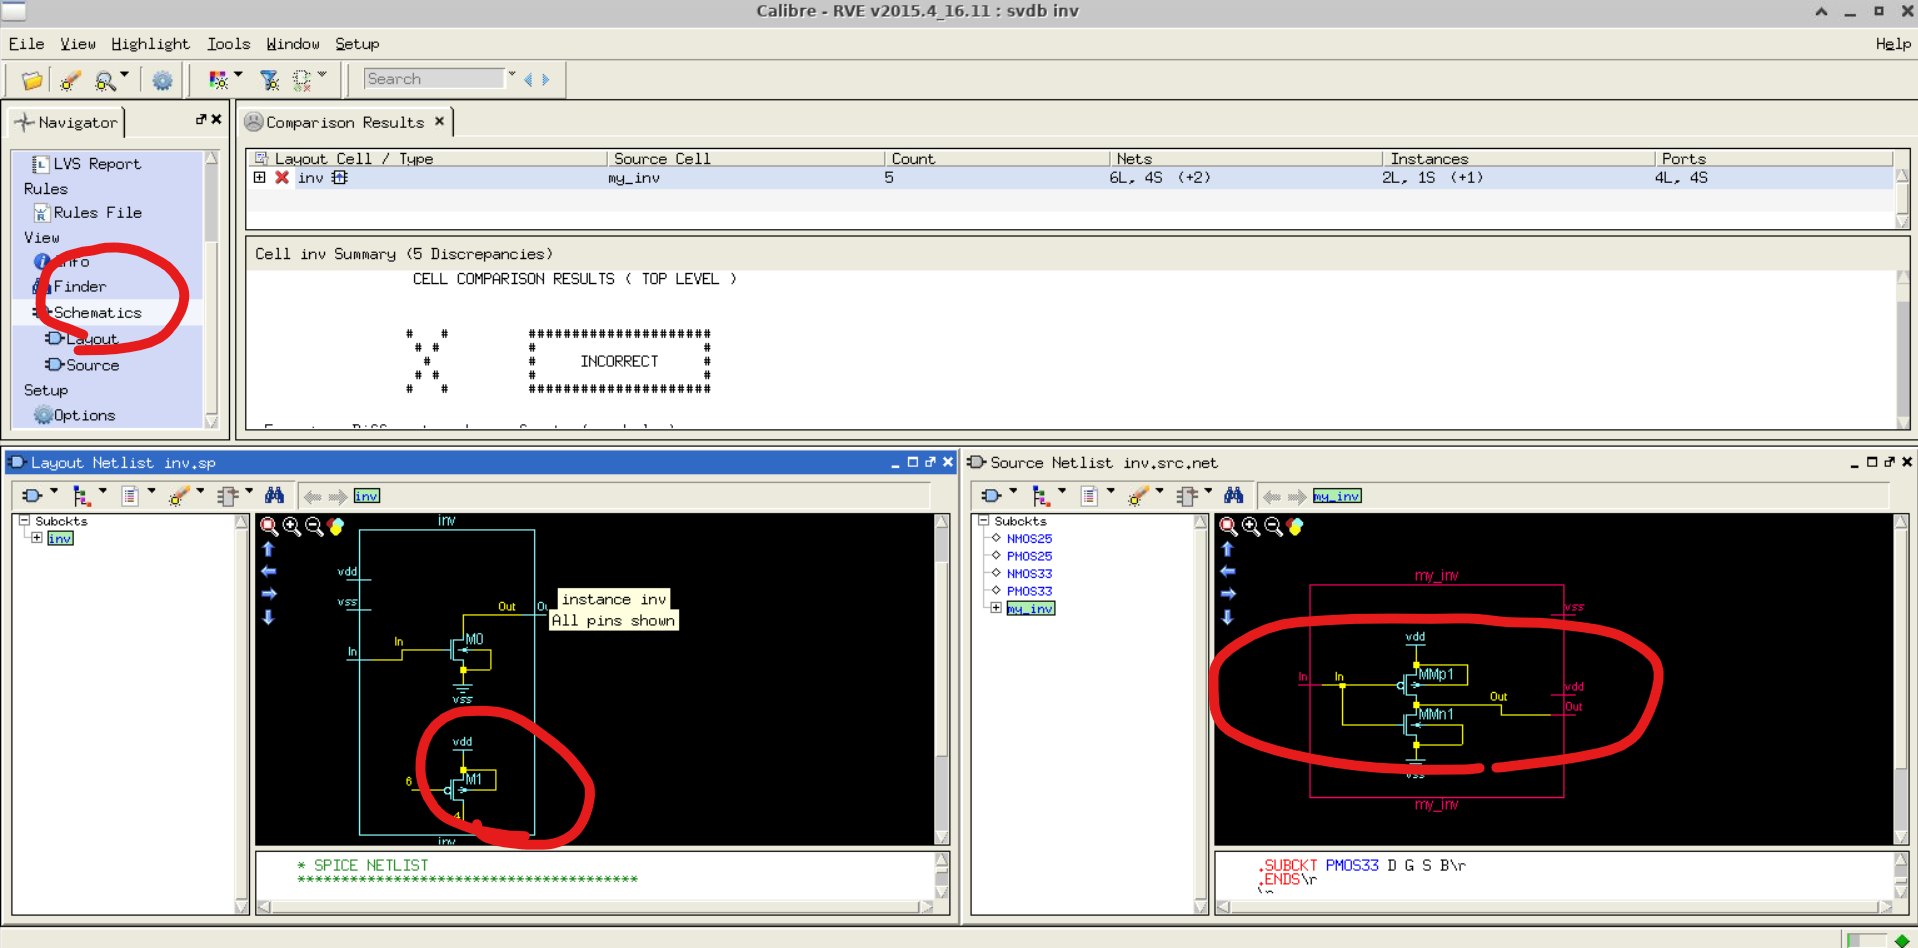 Calibre - RVE v2015.4_16.11 : svdb inv
File View Highlight Tools Window Setup Help
Search
Navigator
LVS Report
Rules
Rules File
View
Info
Finder
Schematics
Layout
Source
Setup
Options
Comparison Results
Layout Cell / Type Source Cell Count Nets Instances Ports
inv my_inv 5 6L, 4S (+2) 2L, 1S (+1) 4L, 4S
Cell inv Summary (5 Discrepancies)
CELL COMPARISON RESULTS ( TOP LEVEL )
# # #####################
# # # #
# # INCORRECT #
# # # #
# # #####################
Layout Netlist inv.sp
inv
Subckts
inv
inv
vdd
vss
Out
instance inv
All pins shown
In
In
M0
vss
vdd
6
M1
4
inv
* SPICE NETLIST
***************************************
Source Netlist inv.src.net
my_inv
Subckts
NMOS25
PMOS25
NMOS33
PMOS33
my_inv
my_inv
vss
vdd
In
In
MMp1
vdd
Out
Out
MMn1
vss
my_inv
.SUBCKT PMOS33 D G S B\r
.ENDS\r